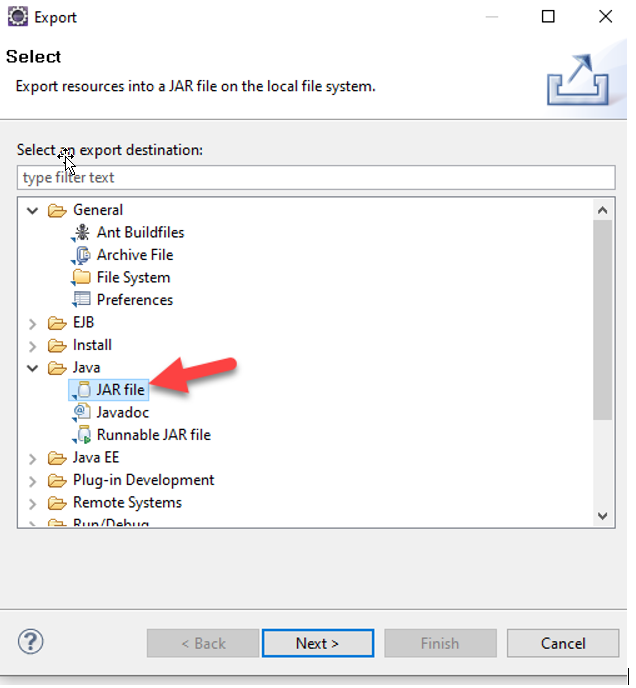 Export
Select
Export resources into a JAR file on the local file system.
Select an export destination:
type filter text
General
Ant Buildfiles
Archive File
File System
Preferences
EJB
Install
Java
JAR file
Javadoc
Runnable JAR file
Java EE
Plug-in Development
Remote Systems
Run/Debug
?
< Back
Next >
Finish
Cancel